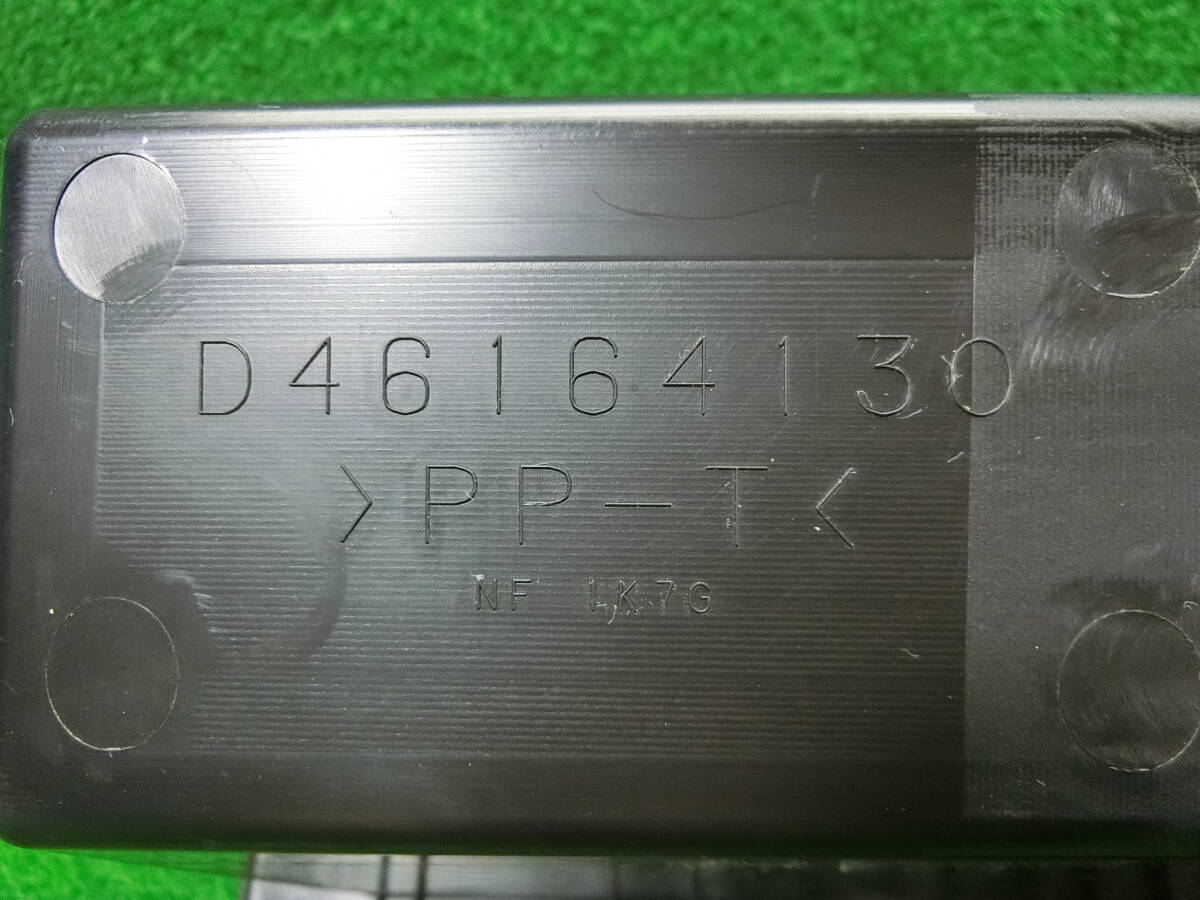 D46164130
>PP-T<
NF 1K7G